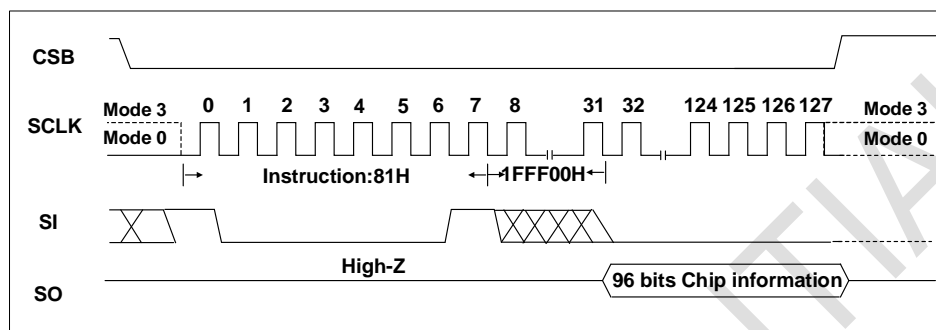 CSB
0 1 2 3 4 5 6 7 8 31 32 124 125 126 127
Mode 3 Mode 3
SCLK
Mode 0 Mode 0
Instruction:81H 1FFF00H
SI
High-Z
SO 96 bits Chip information